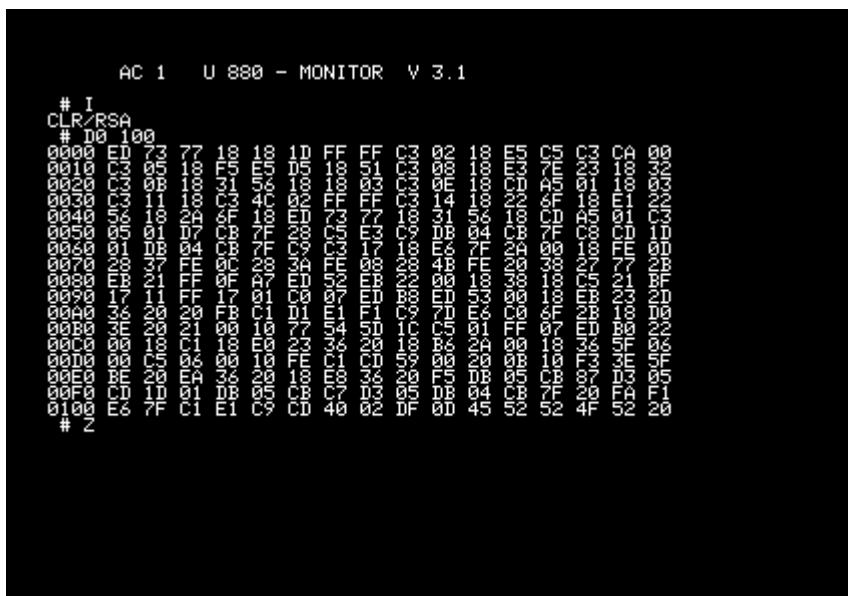 AC 1 U 880 - MONITOR V 3.1
# I
CLR/RSA
# D0 100
0000 ED 73 77 18 18 1D FF FF C3 02 18 E5 C5 C3 CA 00
0010 C3 05 18 F5 E5 D5 18 51 C3 08 18 E3 7E 23 18 32
0020 C3 0B 18 31 56 18 18 03 C3 0E 18 CD A5 01 18 03
0030 C3 11 18 C3 4C 02 FF FF C3 14 18 22 6F 18 E1 22
0040 56 18 2A 6F 18 ED 73 77 18 31 56 18 CD A5 01 C3
0050 05 01 D7 CB 7F 28 C5 E3 C9 DB 04 CB 7F C8 CD 1D
0060 01 DB 04 CB 7F C9 C3 17 18 E6 7F 2A 00 18 FE 0D
0070 28 37 FE 0C 28 3A FE 08 28 4B FE 20 38 27 77 2B
0080 EB 21 FF 0F A7 ED 52 EB 22 00 18 38 18 C5 21 BF
0090 17 11 FF 17 01 C0 07 ED B8 ED 53 00 18 EB 23 2D
00A0 36 20 20 FB C1 D1 E1 F1 C9 7D E6 C0 6F 2B 18 D0
00B0 3E 20 21 00 10 77 54 5D 1C C5 01 FF 07 ED B0 22
00C0 00 18 C1 18 E0 23 36 20 18 B6 2A 00 18 36 5F 06
00D0 00 C5 06 00 10 FE C1 CD 59 00 20 0B 10 F3 3E 5F
00E0 BE 20 EA 36 20 18 E8 36 20 F5 DB 05 CB 87 D3 05
00F0 CD 1D 01 DB 05 CB C7 D3 05 DB 04 CB 7F 20 FA F1
0100 E6 7F C1 E1 C9 CD 40 02 DF 0D 45 52 52 4F 52 20
# Z